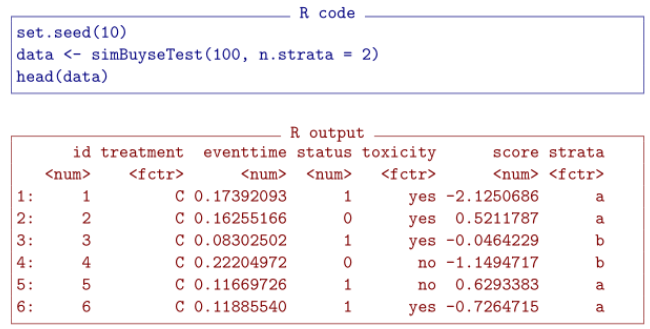 R code
set.seed(10)
data <- simBuyseTest(100, n.strata = 2)
head(data)
R output
id treatment eventtime status toxicity score strata
<num> <fctr> <num> <num> <fctr> <num> <fctr>
1: 1 C 0.17392093 1 yes -2.1250686 a
2: 2 C 0.16255166 0 yes 0.5211787 a
3: 3 C 0.08302502 1 yes -0.0464229 b
4: 4 C 0.22204972 0 no -1.1494717 b
5: 5 C 0.11669726 1 no 0.6293383 a
6: 6 C 0.11885540 1 yes -0.7264715 a